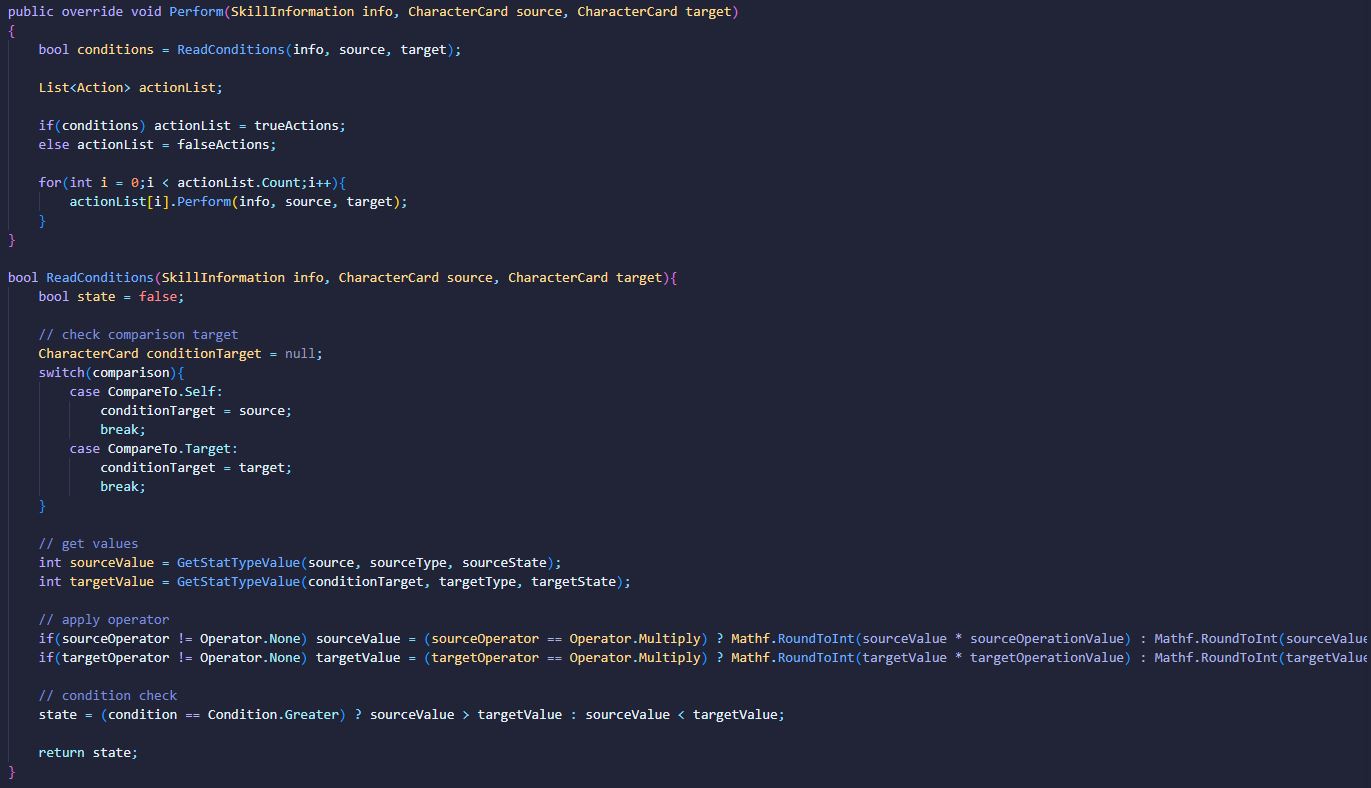 public override void Perform(SkillInformation info, CharacterCard source, CharacterCard target)
{
    bool conditions = ReadConditions(info, source, target);

    List<Action> actionList;

    if(conditions) actionList = trueActions;
    else actionList = falseActions;

    for(int i = 0;i < actionList.Count;i++){
        actionList[i].Perform(info, source, target);
    }
}

bool ReadConditions(SkillInformation info, CharacterCard source, CharacterCard target){
    bool state = false;

    // check comparison target
    CharacterCard conditionTarget = null;
    switch(comparison){
        case CompareTo.Self:
            conditionTarget = source;
            break;
        case CompareTo.Target:
            conditionTarget = target;
            break;
    }

    // get values
    int sourceValue = GetStatTypeValue(source, sourceType, sourceState);
    int targetValue = GetStatTypeValue(conditionTarget, targetType, targetState);

    // apply operator
    if(sourceOperator != Operator.None) sourceValue = (sourceOperator == Operator.Multiply) ? Mathf.RoundToInt(sourceValue * sourceOperationValue) : Mathf.RoundToInt(sourceValue
    if(targetOperator != Operator.None) targetValue = (targetOperator == Operator.Multiply) ? Mathf.RoundToInt(targetValue * targetOperationValue) : Mathf.RoundToInt(targetValue

    // condition check
    state = (condition == Condition.Greater) ? sourceValue > targetValue : sourceValue < targetValue;

    return state;
}